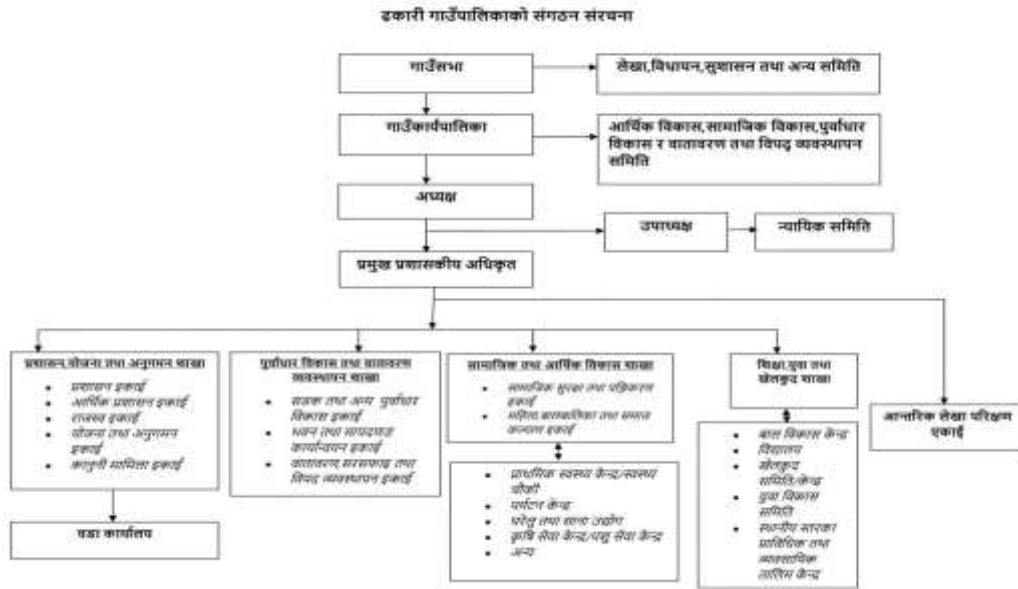 ढकारी गाउँपालिकाको संगठन संरचना
गाउँसभा
लेखा,विधायन,सुशासन तथा अन्य समिति
गाउँकार्यपालिका
आर्थिक विकास,सामाजिक विकास,पुर्वाधार
विकास र वातावरण तथा विपद् व्यवस्थापन
समिति
अध्यक्ष
उपाध्यक्ष
न्यायिक समिति
प्रमुख प्रशासकीय अधिकृत
प्रशासन,योजना तथा अनुगमन शाखा
प्रशासन इकाई
आर्थिक प्रशासन इकाई
राजस्व इकाई
योजना तथा अनुगमन
इकाई
कानुनी मामिला इकाई
वडा कार्यालय
पुर्वाधार विकास तथा वातावरण
व्यवस्थापन शाखा
सडक तथा अन्य पुर्वाधार
विकास इकाई
भवन तथा मापदण्ड
कार्यान्वयन इकाई
वातावरण,सरसफाइ तथा
विपद व्यवस्थापन इकाई
सामाजिक तथा आर्थिक विकास शाखा
सामाजिक सुरक्षा तथा पञ्जिकरण
इकाई
महिला,बालबालिका तथा समाज
कल्याण इकाई
प्राथमिक स्वस्थ्य केन्द्र/स्वस्थ्य
चौकी
पर्यटन केन्द्र
घरेलु तथा साना उद्योग
कृषि सेवा केन्द्र/पशु सेवा केन्द्र
अन्य
शिक्षा,युवा तथा
खेलकुद शाखा
बाल विकास केन्द्र
विद्यालय
खेलकुद
समिति/केन्द्र
युवा विकास
समिति
स्थानीय स्तरका
प्राविधिक तथा
व्यवसायिक
तालिम केन्द्र
आन्तरिक लेखा परिक्षण
एकाई